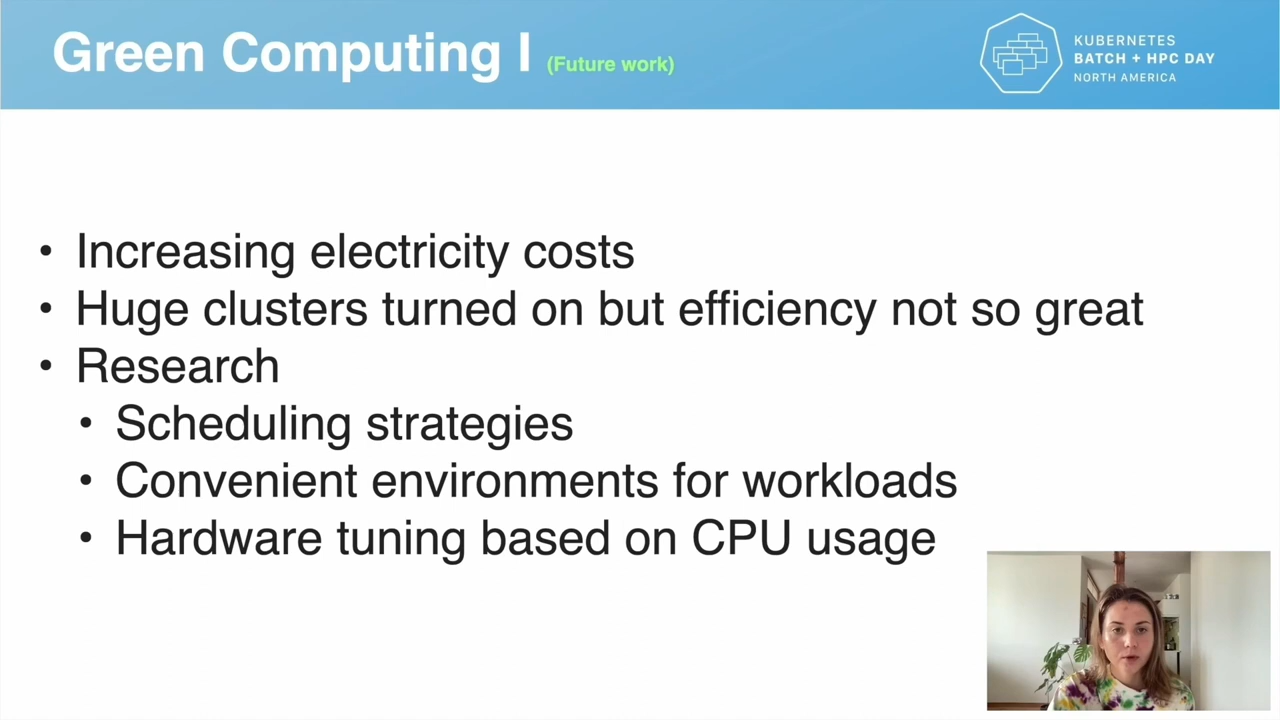 Green Computing I (Future work)
KUBERNETES
BATCH + HPC DAY
NORTH AMERICA
• Increasing electricity costs
• Huge clusters turned on but efficiency not so great
• Research
• Scheduling strategies
• Convenient environments for workloads
• Hardware tuning based on CPU usage